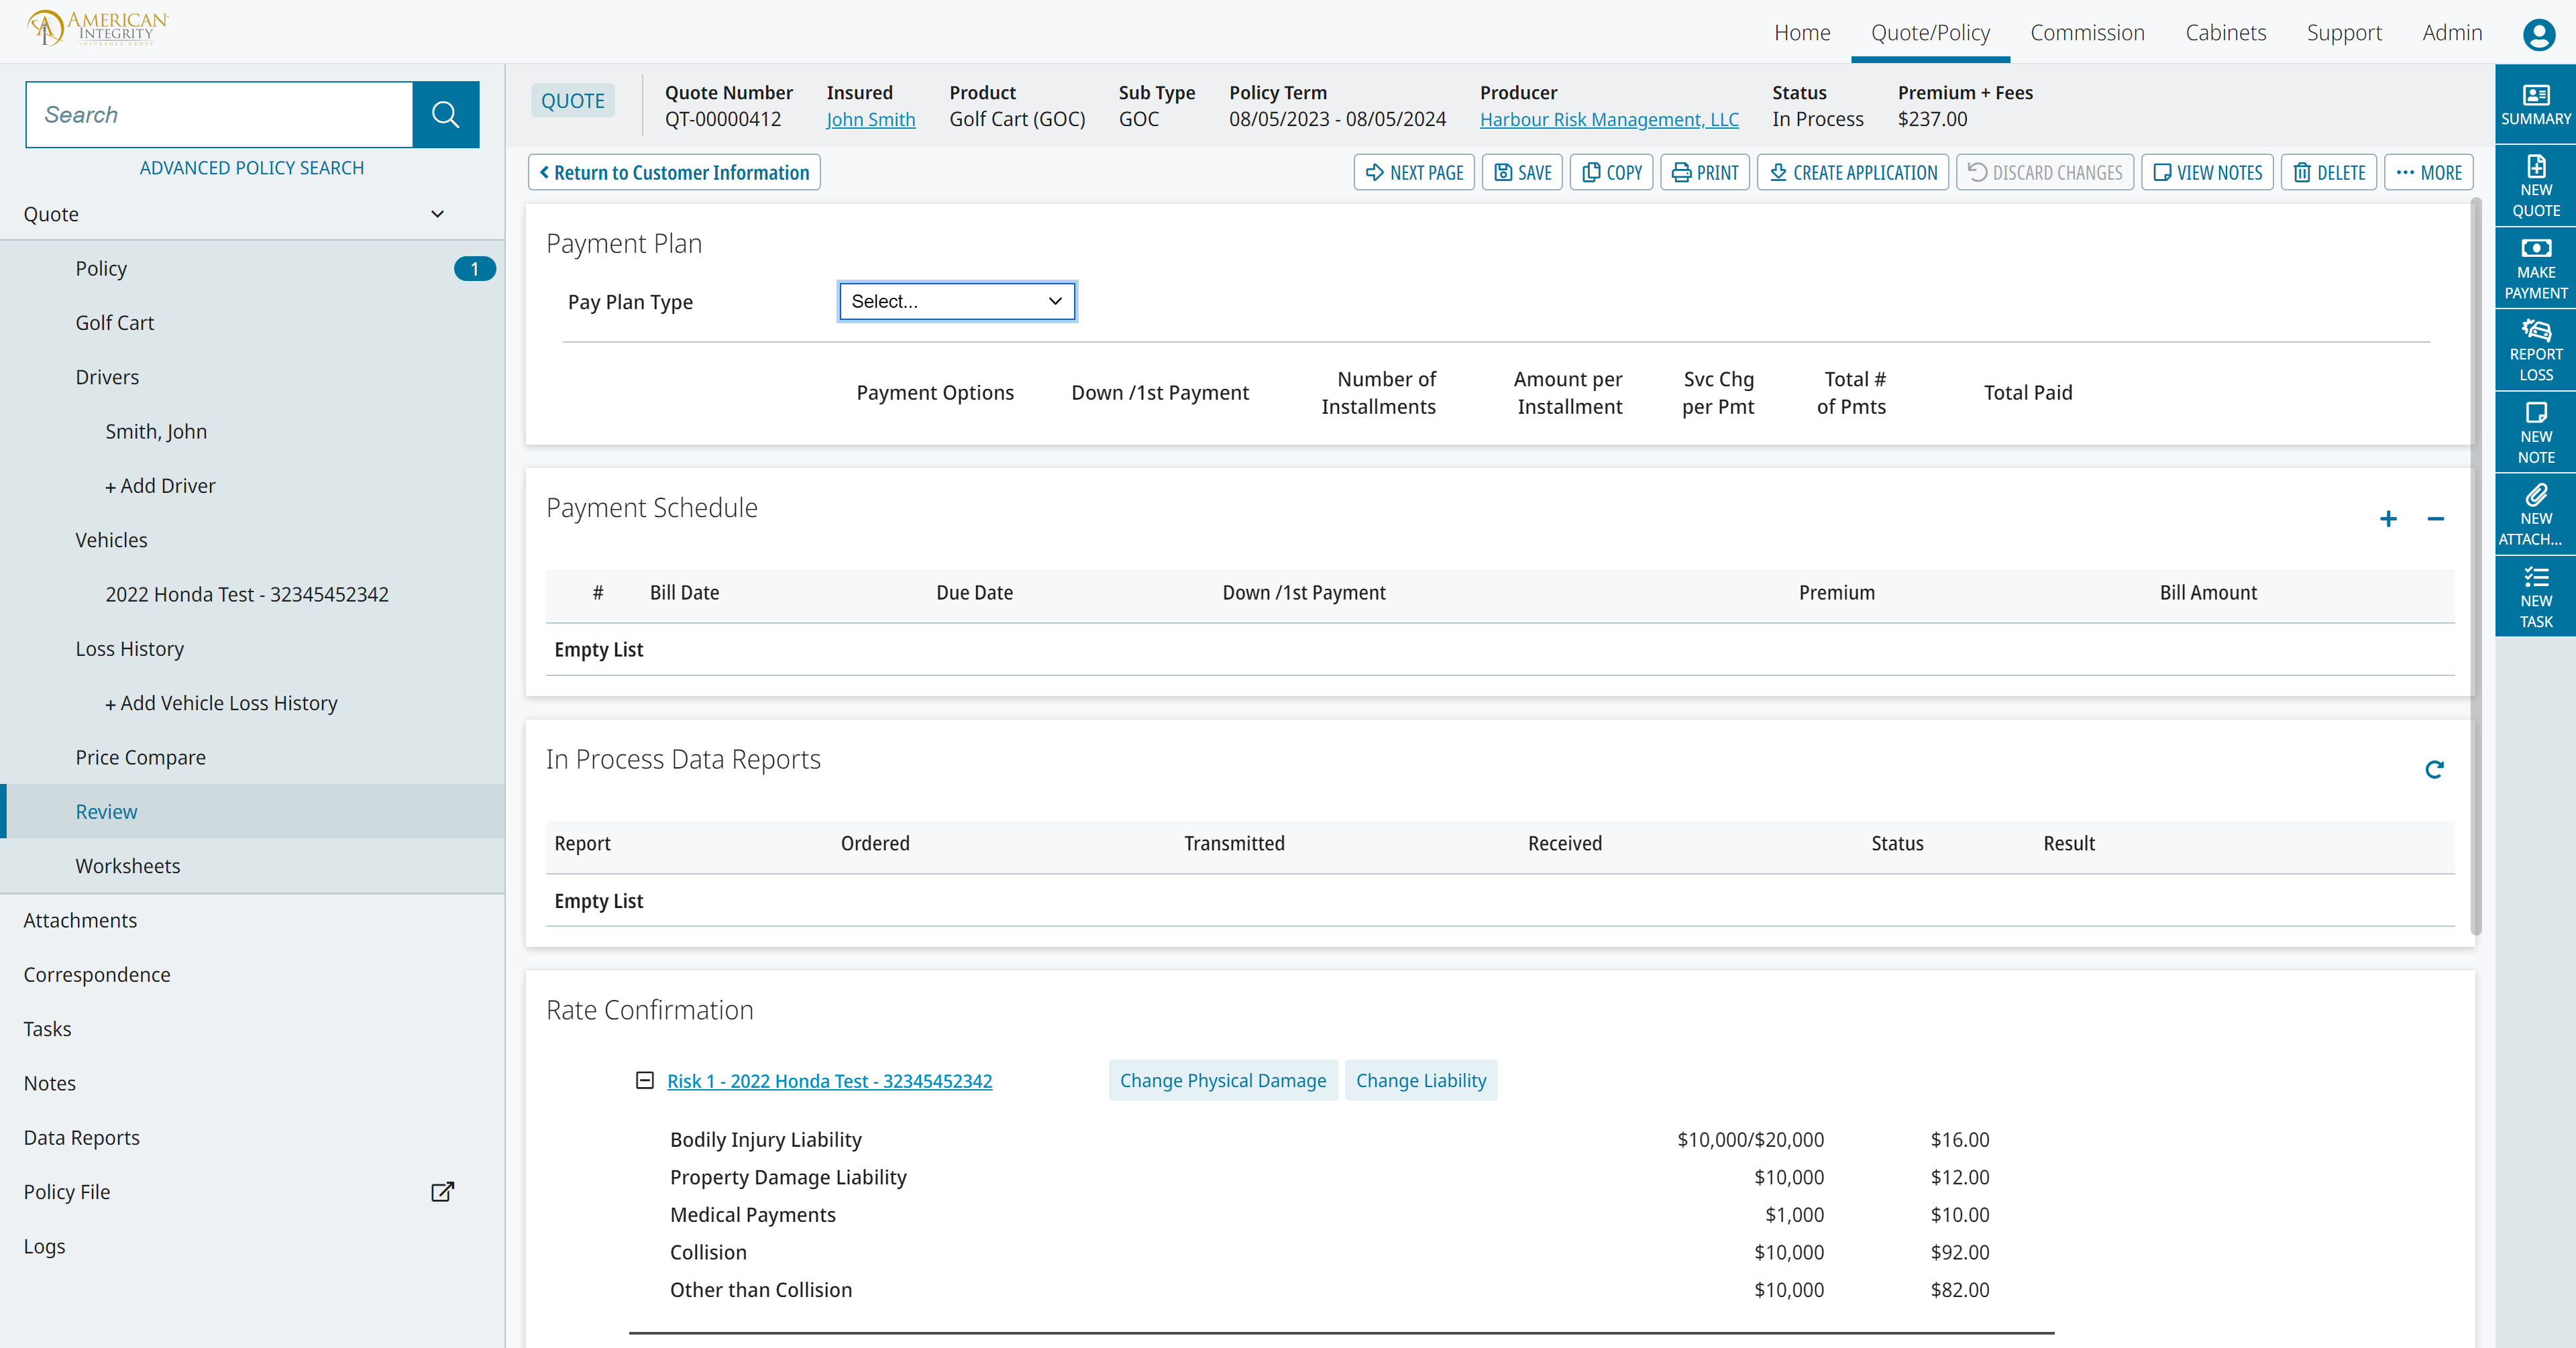 AMERICAN
INTEGRITY
INSURANCE GROUP
Home
Quote/Policy
Commission
Cabinets
Support
Admin
Search
ADVANCED POLICY SEARCH
Quote
Policy
1
Golf Cart
Drivers
Smith, John
+ Add Driver
Vehicles
2022 Honda Test - 32345452342
Loss History
+ Add Vehicle Loss History
Price Compare
Review
Worksheets
Attachments
Correspondence
Tasks
Notes
Data Reports
Policy File
Logs
QUOTE
Quote Number
QT-00000412
Insured
John Smith
Product
Golf Cart (GOC)
Sub Type
GOC
Policy Term
08/05/2023 - 08/05/2024
Producer
Harbour Risk Management, LLC
Status
In Process
Premium + Fees
$237.00
Return to Customer Information
NEXT PAGE
SAVE
COPY
PRINT
CREATE APPLICATION
DISCARD CHANGES
VIEW NOTES
DELETE
MORE
Payment Plan
Pay Plan Type
Select...
Payment Options
Down /1st Payment
Number of
Installments
Amount per
Installment
Svc Chg
per Pmt
Total #
of Pmts
Total Paid
Payment Schedule
# Bill Date Due Date Down /1st Payment Premium Bill Amount
Empty List
In Process Data Reports
Report Ordered Transmitted Received Status Result
Empty List
Rate Confirmation
Risk 1 - 2022 Honda Test - 32345452342
Change Physical Damage
Change Liability
Bodily Injury Liability $10,000/$20,000 $16.00
Property Damage Liability $10,000 $12.00
Medical Payments $1,000 $10.00
Collision $10,000 $92.00
Other than Collision $10,000 $82.00
SUMMARY
NEW
QUOTE
MAKE
PAYMENT
REPORT
LOSS
NEW
NOTE
NEW
ATTACH...
NEW
TASK